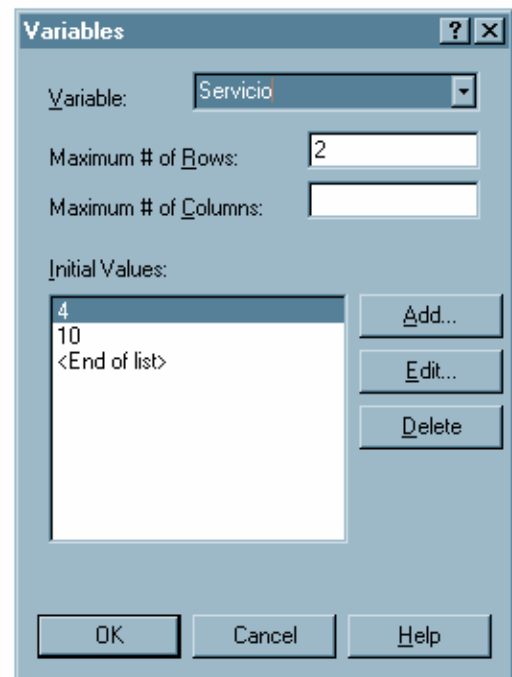 Variables ? X
Variable: Servicio
Maximum # of Rows: 2
Maximum # of Columns:
Initial Values:
4
10
<End of list>
Add...
Edit...
Delete
OK Cancel Help